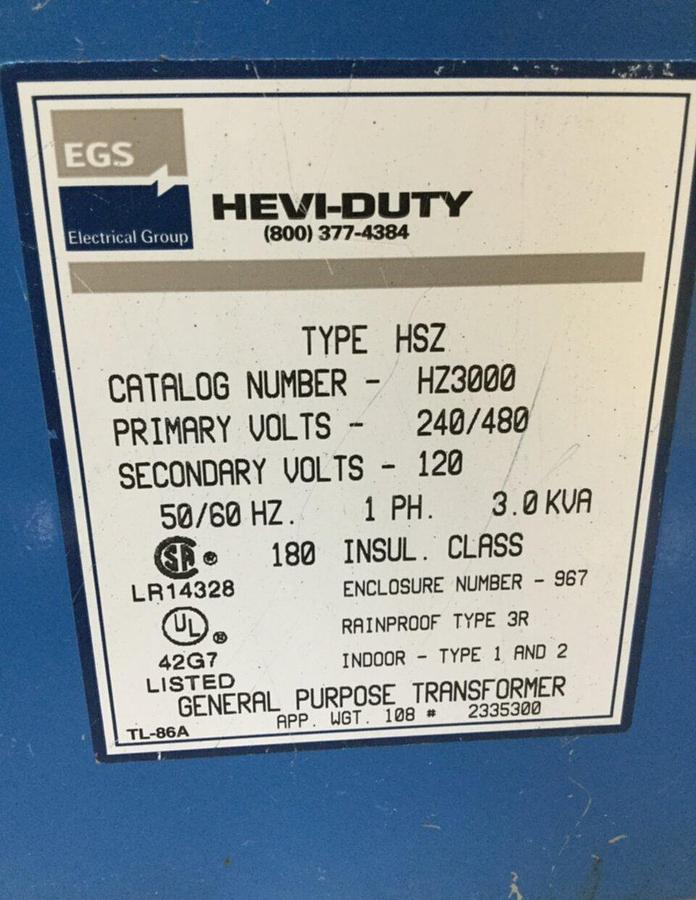 EGS
Electrical Group
HEVI-DUTY
(800) 377-4384
TYPE HSZ
CATALOG NUMBER - HZ3000
PRIMARY VOLTS - 240/480
SECONDARY VOLTS - 120
50/60 HZ. 1 PH. 3.0 KVA
SA ® 180 INSUL. CLASS
LR14328 ENCLOSURE NUMBER - 967
UL ® RAINPROOF TYPE 3R
42G7 INDOOR - TYPE 1 AND 2
LISTED
GENERAL PURPOSE TRANSFORMER
APP. WGT. 108 # 2335300
TL-86A